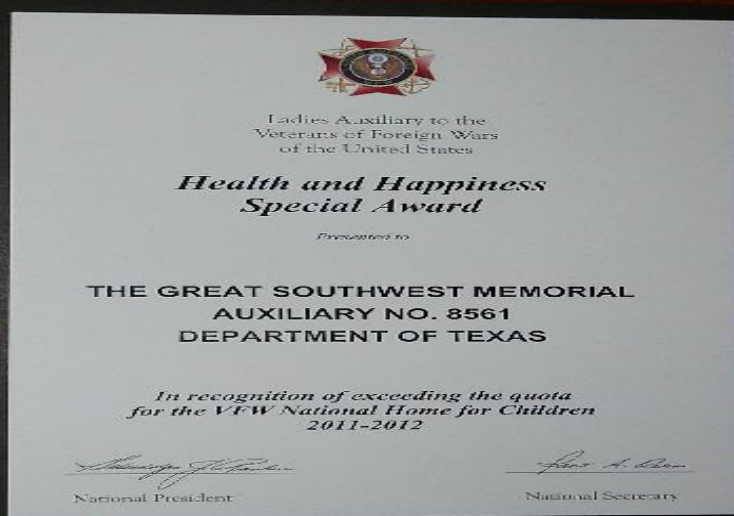 Ladies Auxiliary to the
Veterans of Foreign Wars
of the United States
Health and Happiness
Special Award
Presented to
THE GREAT SOUTHWEST MEMORIAL
AUXILIARY NO. 8561
DEPARTMENT OF TEXAS
In recognition of exceeding the quota
for the VFW National Home for Children
2011-2012
National President
National Secretary